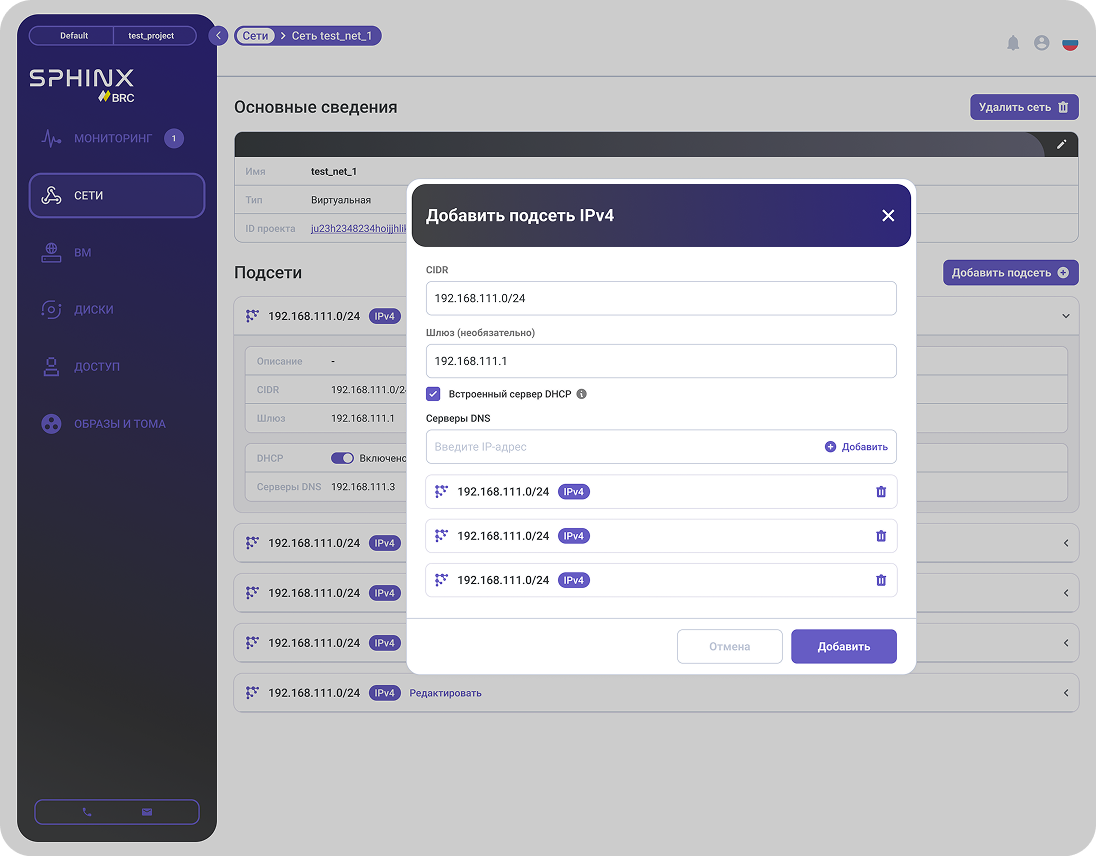 Default test_project
Сети > Сеть test_net_1
SPHINX
BRC
МОНИТОРИНГ 1
СЕТИ
ВМ
ДИСКИ
ДОСТУП
ОБРАЗЫ И ТОМА
Основные сведения
Удалить сеть
Имя test_net_1
Тип Виртуальная
ID проекта
Подсети
Добавить подсеть
192.168.111.0/24 IPv4
Описание -
CIDR 192.168.111.0/24
Шлюз 192.168.111.1
DHCP Включено
Серверы DNS 192.168.111.3
192.168.111.0/24 IPv4
192.168.111.0/24 IPv4
192.168.111.0/24 IPv4
192.168.111.0/24 IPv4 Редактировать
Добавить подсеть IPv4
CIDR
192.168.111.0/24
Шлюз (необязательно)
192.168.111.1
Встроенный сервер DHCP
Серверы DNS
Введите IP-адрес Добавить
192.168.111.0/24 IPv4
192.168.111.0/24 IPv4
192.168.111.0/24 IPv4
Отмена Добавить